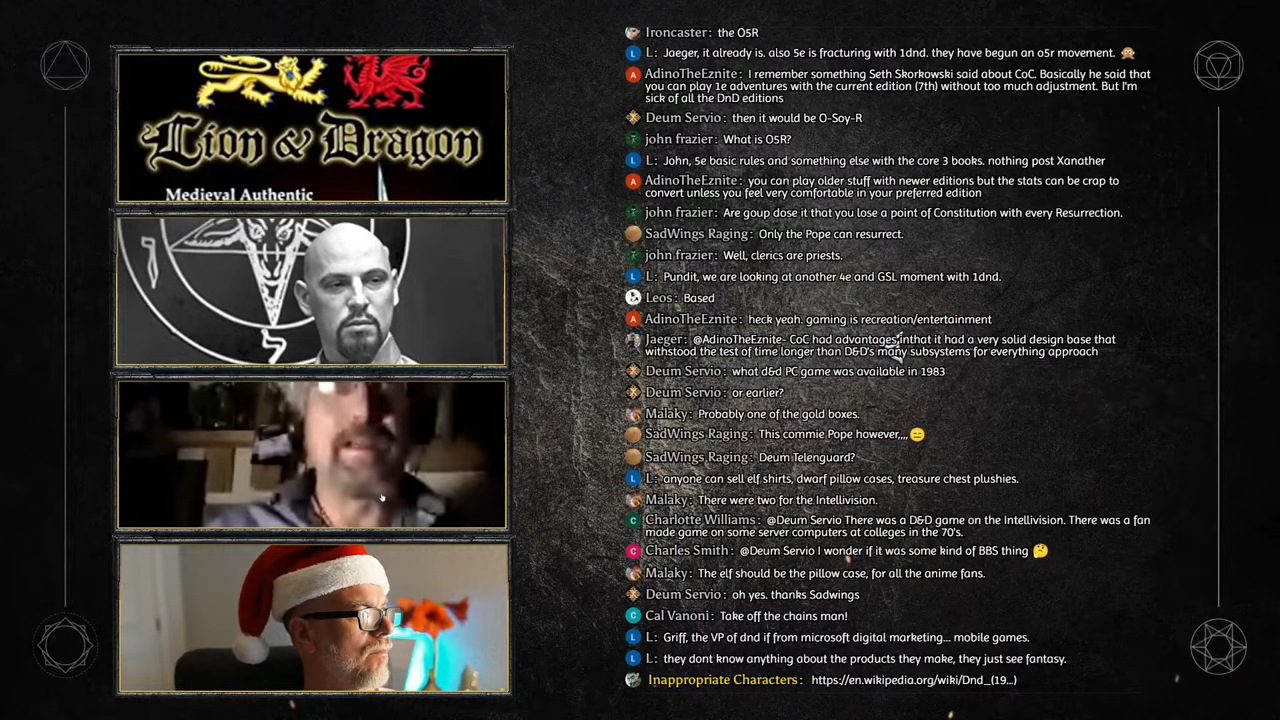 Lion & Dragon
Medieval Authentic
Ironcaster: the O5R
L: Jaeger, it already is. also 5e is fracturing with 1dnd. they have begun an o5r movement. 🙊
AdinoTheEznite: I remember something Seth Skorkowski said about CoC. Basically he said that
you can play 1e adventures with the current edition (7th) without too much adjustment. But I'm
sick of all the DnD editions
Deum Servio: then it would be O-Soy-R
john frazier: What is O5R?
L: John, 5e basic rules and something else with the core 3 books. nothing post Xanather
AdinoTheEznite: you can play older stuff with newer editions but the stats can be crap to
convert unless you feel very comfortable in your preferred edition
john frazier: Are goup dose it that you lose a point of Constitution with every Resurrection.
SadWings Raging: Only the Pope can resurrect.
john frazier: Well, clerics are priests.
L: Pundit, we are looking at another 4e and GSL moment with 1dnd.
Leos: Based
AdinoTheEznite: heck yeah. gaming is recreation/entertainment
Jaeger: @AdinoTheEznite- CoC had advantages inthat it had a very solid design base that
withstood the test of time longer than D&D's many subsystems for everything approach
Deum Servio: what d&d PC game was available in 1983
Deum Servio: or earlier?
Malaky: Probably one of the gold boxes.
SadWings Raging: This commie Pope however,,,, 😑
SadWings Raging: Deum Telenguard?
L: anyone can sell elf shirts, dwarf pillow cases, treasure chest plushies.
Malaky: There were two for the Intellivision.
Charlotte Williams: @Deum Servio There was a D&D game on the Intellivision. There was a fan
made game on some server computers at colleges in the 70's.
Charles Smith: @Deum Servio I wonder if it was some kind of BBS thing 🤔
Malaky: The elf should be the pillow case, for all the anime fans.
Deum Servio: oh yes. thanks Sadwings
Cal Vanoni: Take off the chains man!
L: Griff, the VP of dnd if from microsoft digital marketing... mobile games.
L: they dont know anything about the products they make, they just see fantasy.
Inappropriate Characters: https://en.wikipedia.org/wiki/Dnd_(19...)